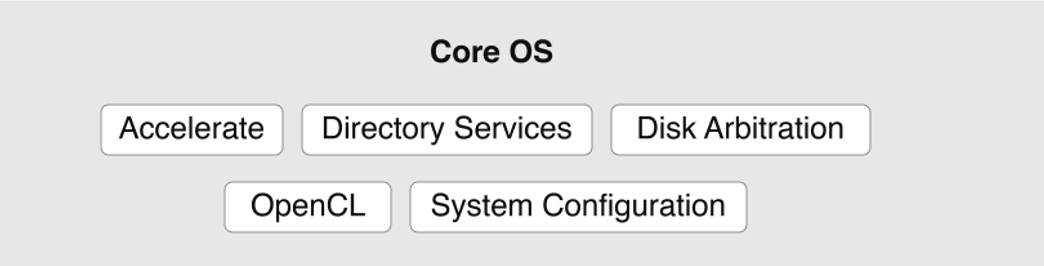 Core OS
Accelerate Directory Services Disk Arbitration
OpenCL System Configuration